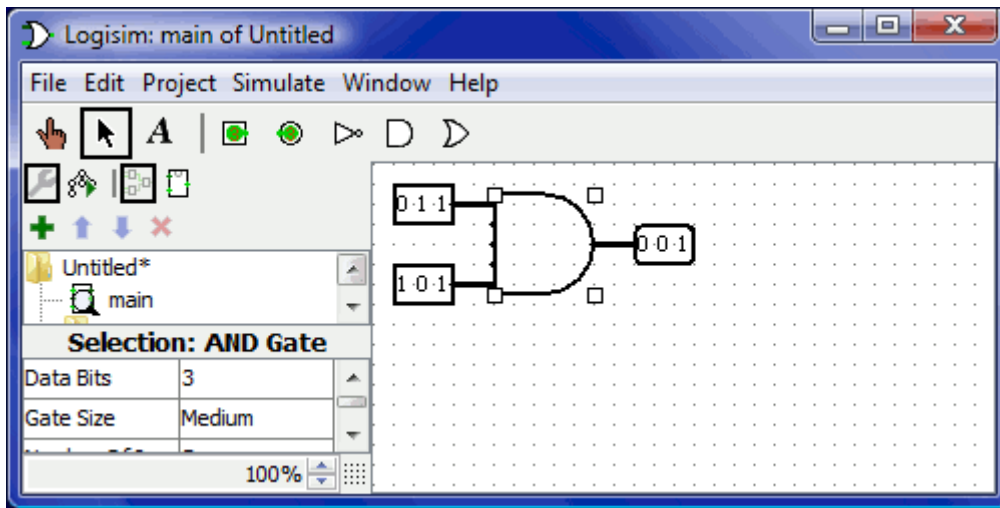 Logisim: main of Untitled
File Edit Project Simulate Window Help
A
Untitled*
main
Selection: AND Gate
Data Bits 3
Gate Size Medium
100%
0 1 1
1 0 1
0 0 1